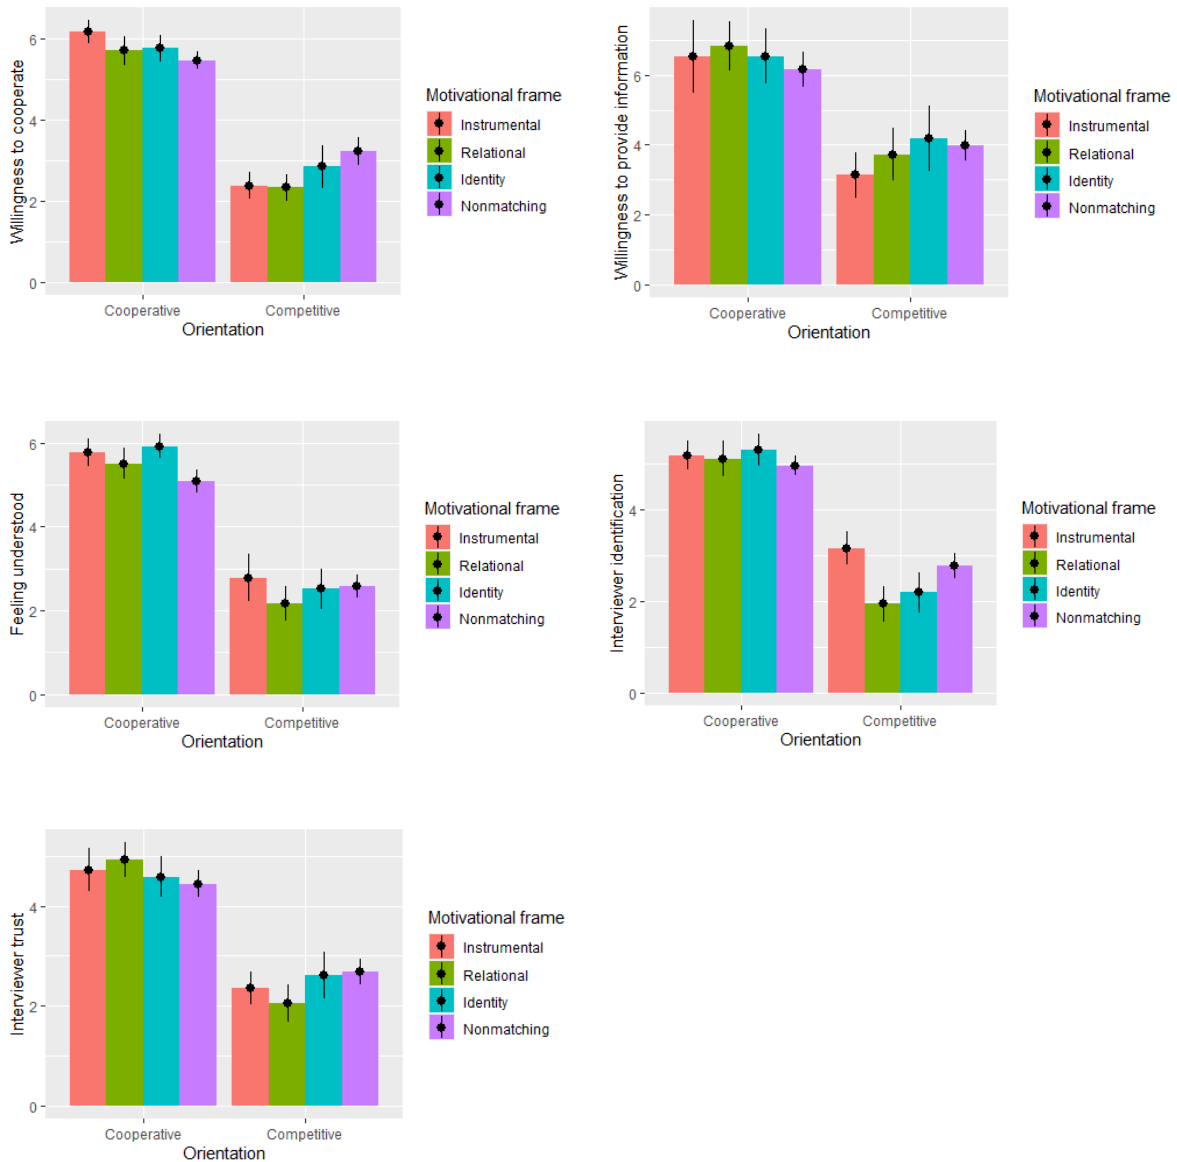 Willingness to cooperate
6
4
2
0
Cooperative Competitive
Orientation
Motivational frame
Instrumental
Relational
Identity
Nonmatching
Willingness to provide information
6
4
2
0
Cooperative Competitive
Orientation
Motivational frame
Instrumental
Relational
Identity
Nonmatching
Feeling understood
6
4
2
0
Cooperative Competitive
Orientation
Motivational frame
Instrumental
Relational
Identity
Nonmatching
Interviewer identification
4
2
0
Cooperative Competitive
Orientation
Motivational frame
Instrumental
Relational
Identity
Nonmatching
Interviewer trust
4
2
0
Cooperative Competitive
Orientation
Motivational frame
Instrumental
Relational
Identity
Nonmatching